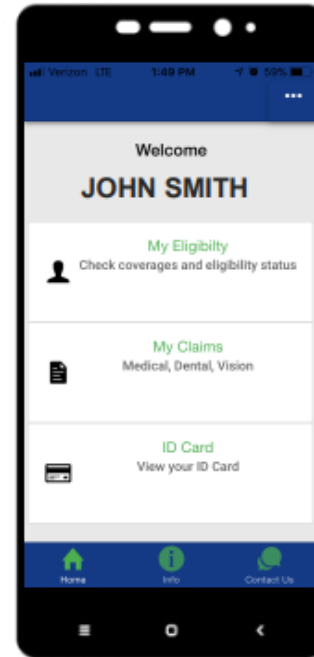 Verizon LTE 1:49 PM 59%
Welcome
JOHN SMITH
My Eligibilty
Check coverages and eligibility status
My Claims
Medical, Dental, Vision
ID Card
View your ID Card
Home Info Contact Us